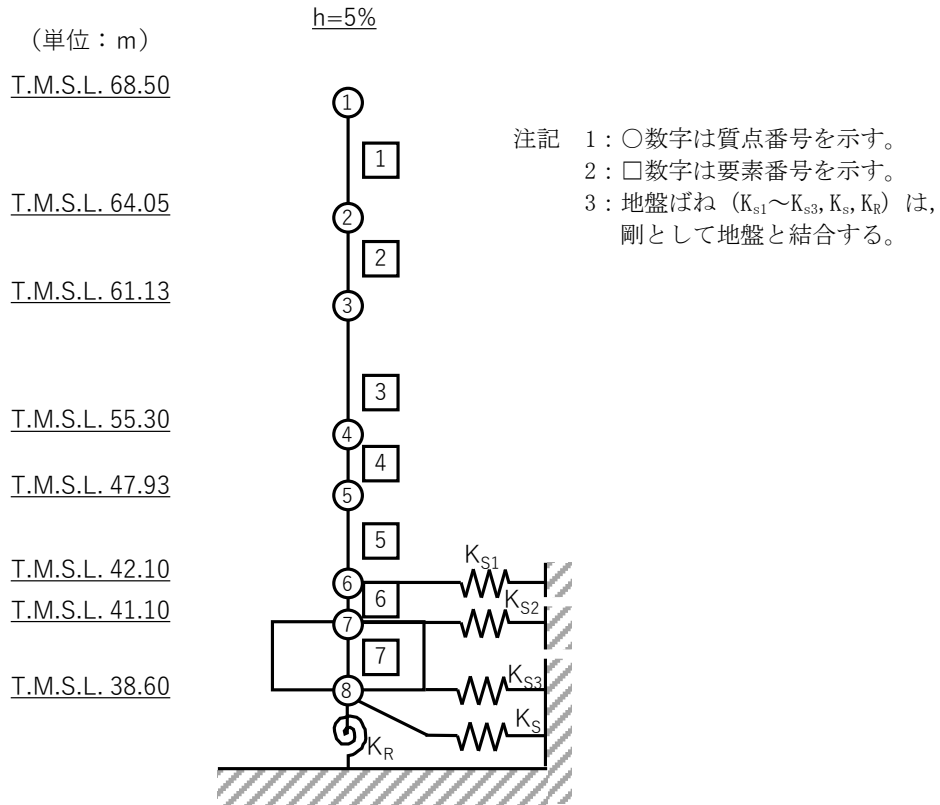 h=5%
（単位：m）
T.M.S.L. 68.50
①
注記　1：○数字は質点番号を示す。
1
2：□数字は要素番号を示す。
T.M.S.L. 64.05
②
3：地盤ばね（Ks1～Ks3,Ks,KR）は，
剛として地盤と結合する。
2
T.M.S.L. 61.13
③
3
T.M.S.L. 55.30
④
4
T.M.S.L. 47.93
⑤
5
KS1
T.M.S.L. 42.10
⑥
6
KS2
T.M.S.L. 41.10
⑦
7
KS3
T.M.S.L. 38.60
⑧
KS
KR